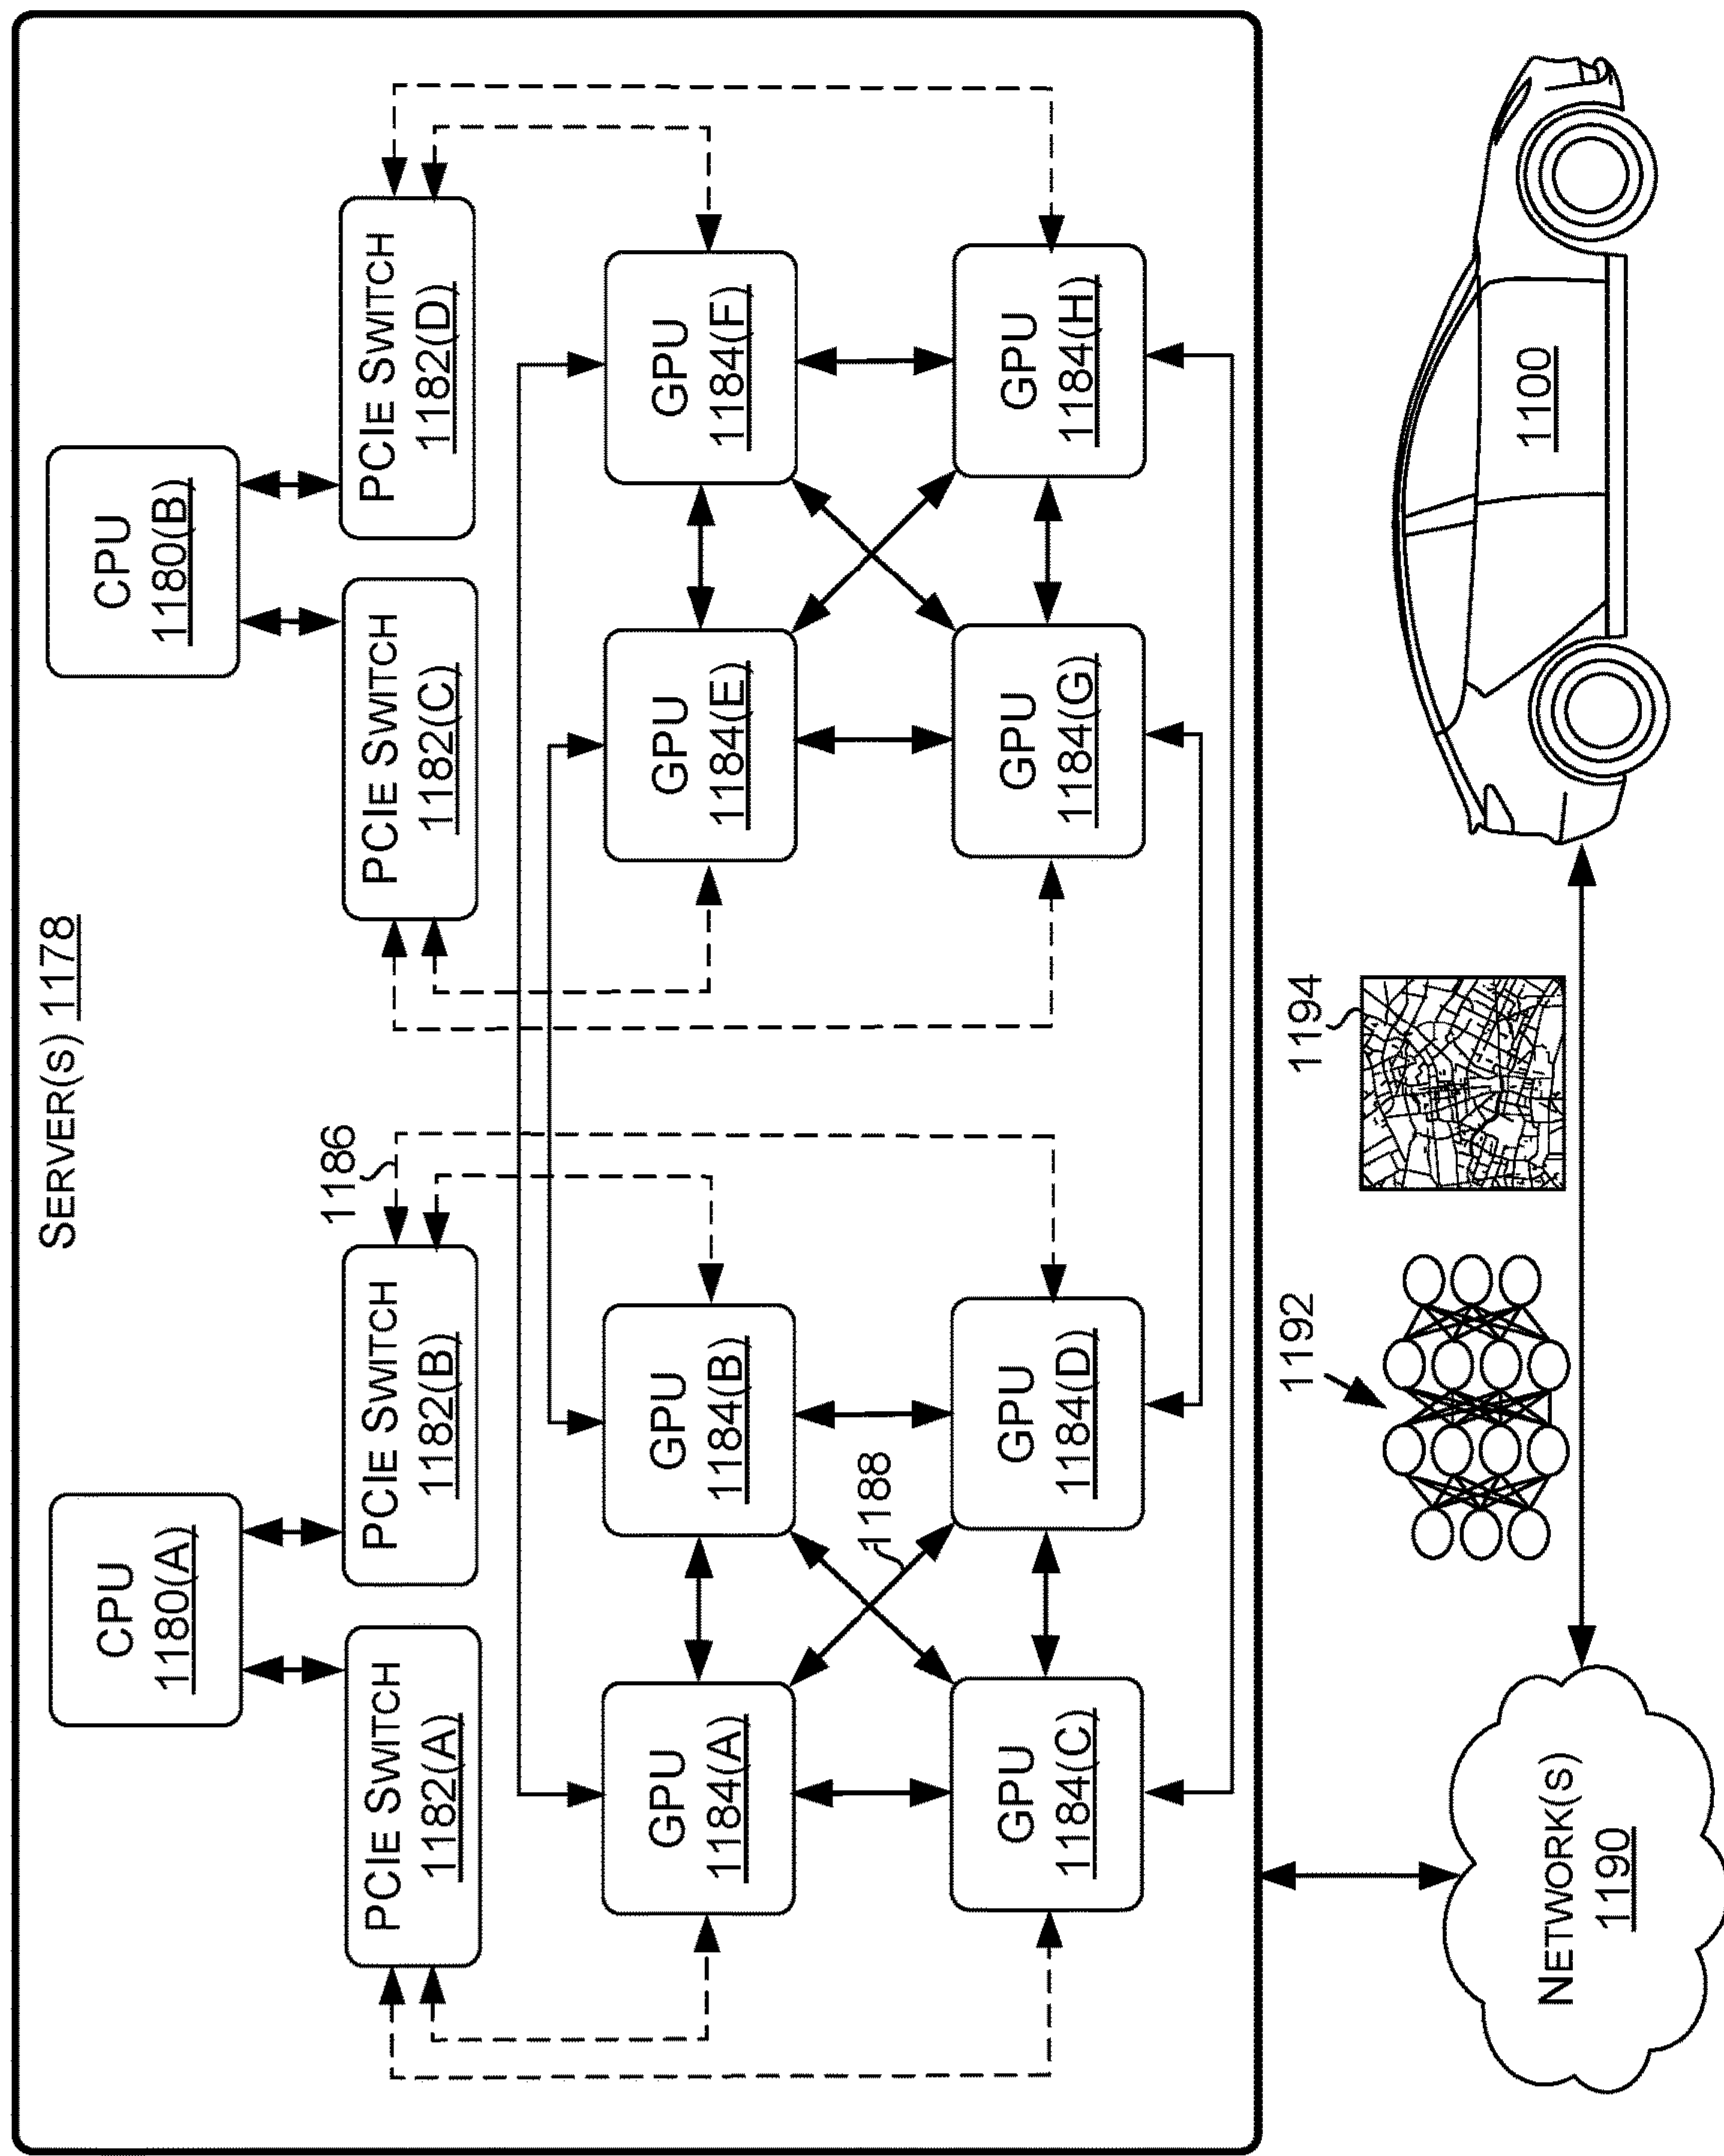 SERVER(S) 1178
CPU
1180(A)
CPU
1180(B)
PCIE SWITCH
1182(A)
PCIE SWITCH
1182(B)
1186
PCIE SWITCH
1182(C)
PCIE SWITCH
1182(D)
GPU
1184(A)
GPU
1184(B)
GPU
1184(E)
GPU
1184(F)
1188
GPU
1184(C)
GPU
1184(D)
GPU
1184(G)
GPU
1184(H)
NETWORK(S)
1190
1192
1194
1100